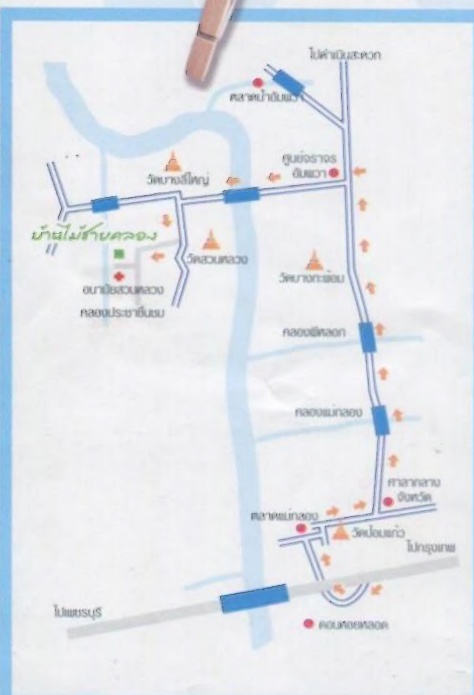 ไปดำเนินสะดวก
ตลาดน้ำอัมพวา
ศูนย์จราจร
อัมพวา
วัดบางลี่ใหญ่
บ้านไม้ชายคลอง
วัดสวนหลวง
วัดบางกะพ้อม
อนามัยสวนหลวง
คลองประชาชื่นชม
คลองผีหลอก
คลองแม่กลอง
ศาลากลาง
จังหวัด
ตลาดแม่กลอง
วัดป้อมแก้ว
ไปกรุงเทพ
ไปเพชรบุรี
ดอนหอยหลอด